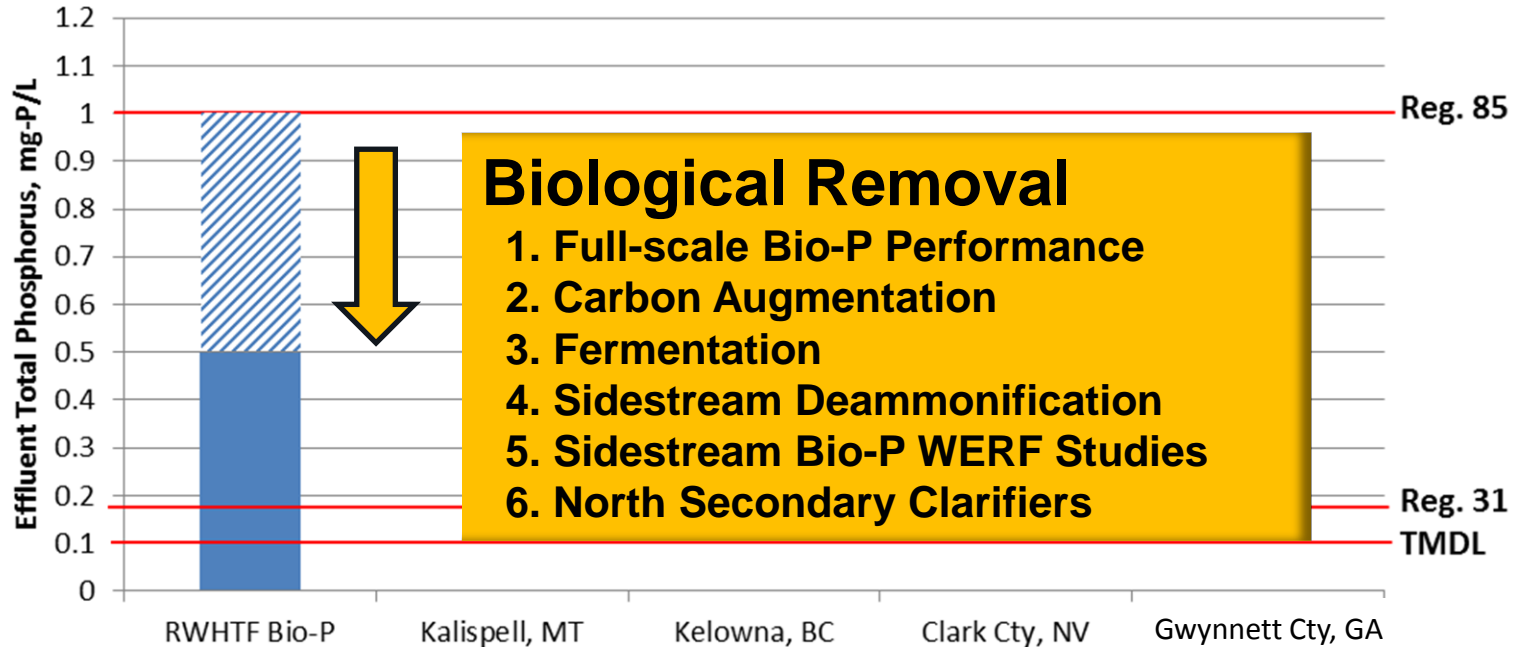 Effluent Total Phosphorus, mg-P/L
1.2
1.1
1
0.9
0.8
0.7
0.6
0.5
0.4
0.3
0.2
0.1
0
Reg. 85
Biological Removal
1. Full-scale Bio-P Performance
2. Carbon Augmentation
3. Fermentation
4. Sidestream Deammonification
5. Sidestream Bio-P WERF Studies
6. North Secondary Clarifiers
Reg. 31
TMDL
RWHTF Bio-P
Kalispell, MT
Kelowna, BC
Clark Cty, NV
Gwynnett Cty, GA